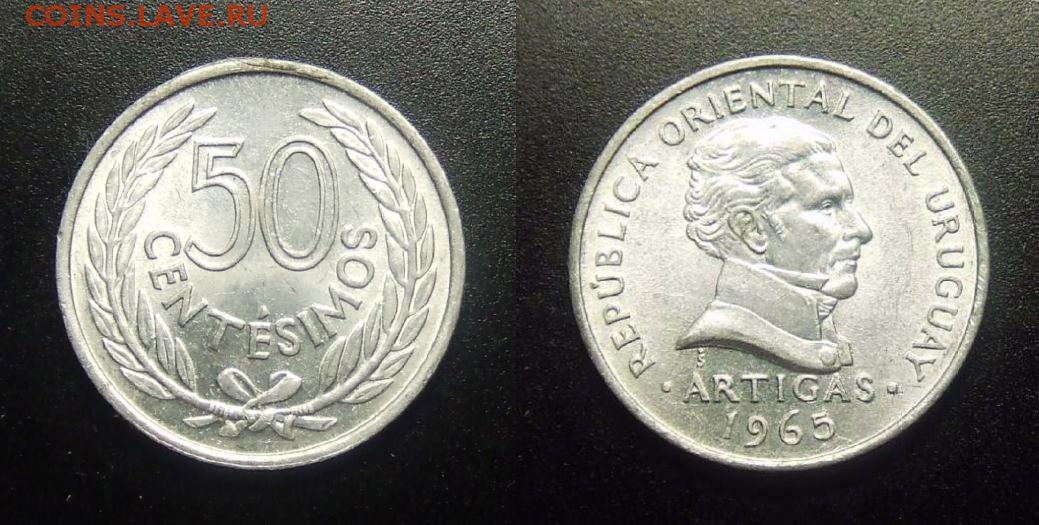 COINS.LAVE.RU
50
CENTÉSIMOS
REPÚBLICA ORIENTAL DEL URUGUAY
S
• ARTIGAS •
1965